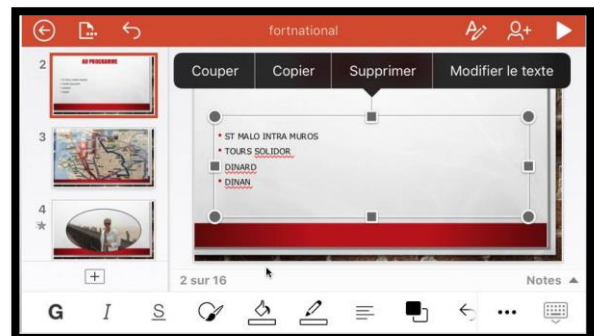 fortnational
2
AU PROGRAMME
3
4
Couper Copier Supprimer Modifier le texte
• ST MALO INTRA MUROS
• TOURS SOLIDOR
• DINARD
• DINAN
2 sur 16
Notes
G I S